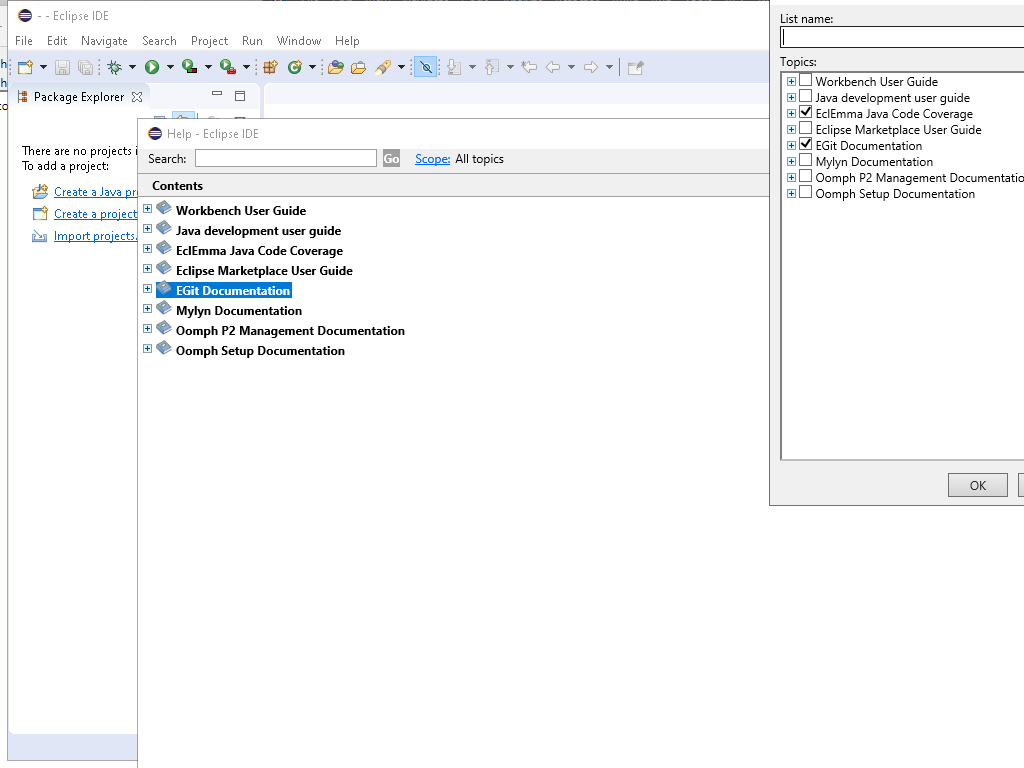 - - Eclipse IDE
File Edit Navigate Search Project Run Window Help
Package Explorer
There are no projects i
To add a project:
Create a Java pr
Create a project
Import projects.
Help - Eclipse IDE
Search:
Go
Scope: All topics
Contents
Workbench User Guide
Java development user guide
EclEmma Java Code Coverage
Eclipse Marketplace User Guide
EGit Documentation
Mylyn Documentation
Oomph P2 Management Documentation
Oomph Setup Documentation
List name:
Topics:
Workbench User Guide
Java development user guide
EclEmma Java Code Coverage
Eclipse Marketplace User Guide
EGit Documentation
Mylyn Documentation
Oomph P2 Management Documentatio
Oomph Setup Documentation
OK